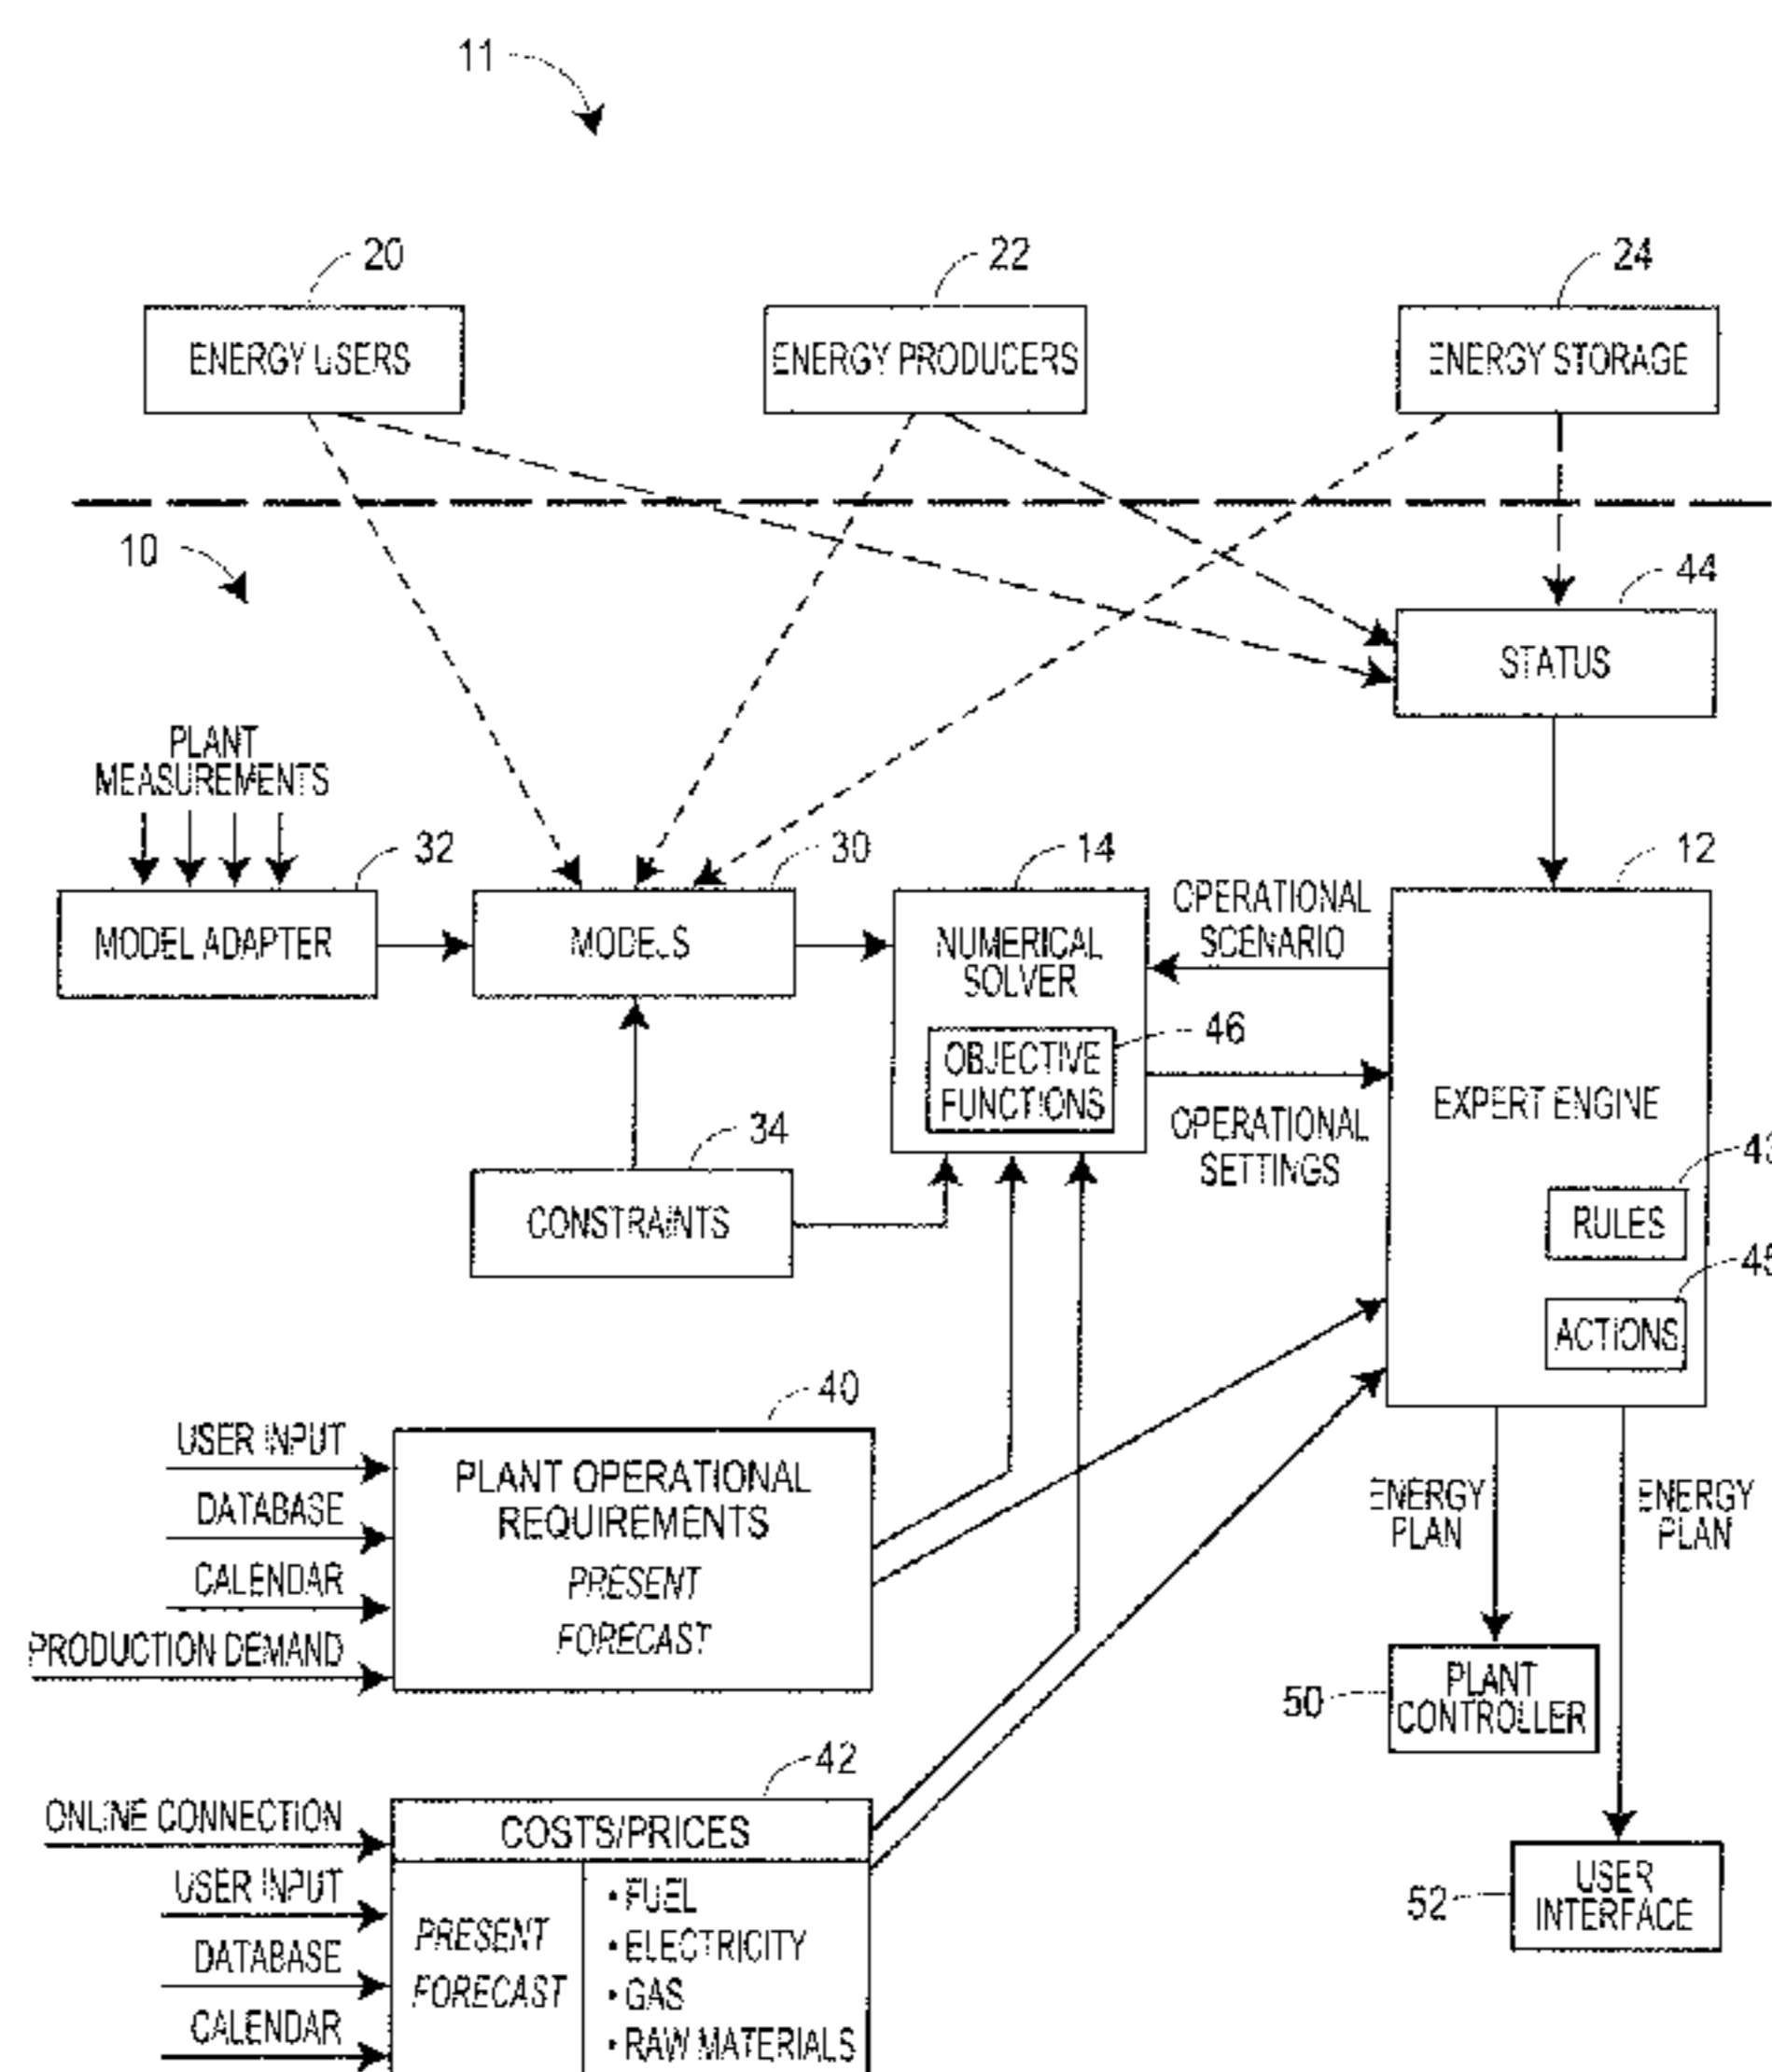 11
20
22
24
ENERGY USERS
ENERGY PRODUCERS
ENERGY STORAGE
10
44
STATUS
PLANT
MEASUREMENTS
32
30
14
12
MODEL ADAPTER
MODELS
NUMERICAL
SOLVER
OPERATIONAL
SCENARIO
46
OBJECTIVE
FUNCTIONS
EXPERT ENGINE
OPERATIONAL
SETTINGS
34
CONSTRAINTS
43
RULES
45
ACTIONS
40
USER INPUT
DATABASE
CALENDAR
PRODUCTION DEMAND
PLANT OPERATIONAL
REQUIREMENTS
PRESENT
FORECAST
ENERGY
PLAN
ENERGY
PLAN
50
PLANT
CONTROLLER
42
ONLINE CONNECTION
USER INPUT
DATABASE
CALENDAR
COSTS/PRICES
PRESENT
FORECAST
• FUEL
• ELECTRICITY
• GAS
• RAW MATERIALS
52
USER
INTERFACE